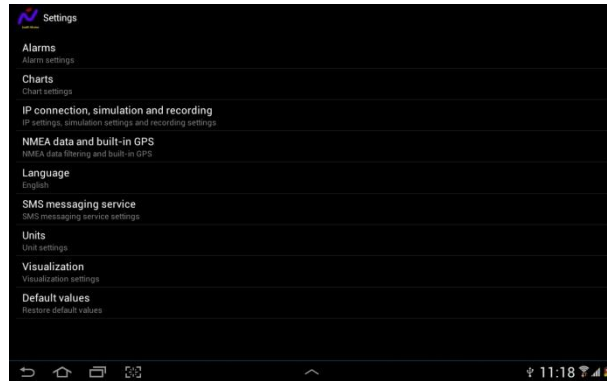 Settings
Alarms
Alarm settings
Charts
Chart settings
IP connection, simulation and recording
IP settings, simulation settings and recording settings
NMEA data and built-in GPS
NMEA data filtering and built-in GPS
Language
English
SMS messaging service
SMS messaging service settings
Units
Unit settings
Visualization
Visualization settings
Default values
Restore default values
11:18